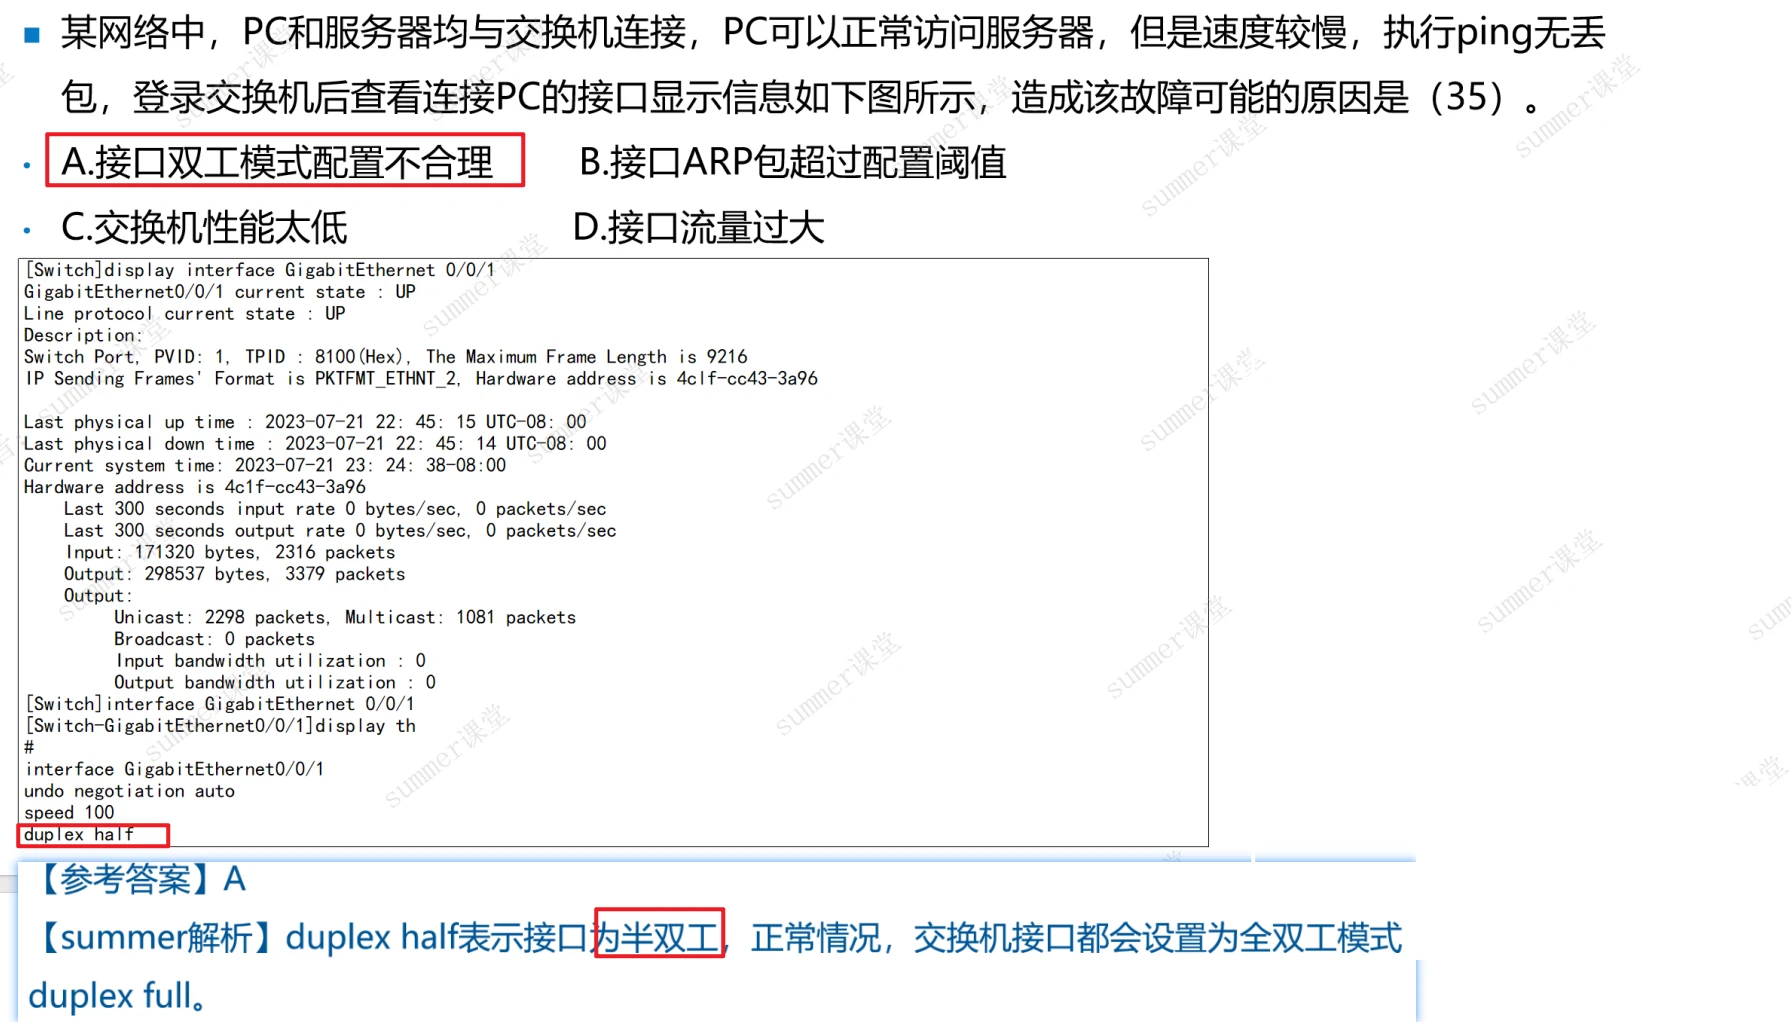 某网络中，PC和服务器均与交换机连接，PC可以正常访问服务器，但是速度较慢，执行ping无丢
包，登录交换机后查看连接PC的接口显示信息如下图所示，造成该故障可能的原因是（35）。
A.接口双工模式配置不合理 B.接口ARP包超过配置阈值
C.交换机性能太低 D.接口流量过大
[Switch]display interface GigabitEthernet 0/0/1
GigabitEthernet0/0/1 current state : UP
Line protocol current state : UP
Description:
Switch Port, PVID: 1, TPID : 8100(Hex), The Maximum Frame Length is 9216
IP Sending Frames' Format is PKTFMT_ETHNT_2, Hardware address is 4clf-cc43-3a96
Last physical up time : 2023-07-21 22: 45: 15 UTC-08: 00
Last physical down time : 2023-07-21 22: 45: 14 UTC-08: 00
Current system time: 2023-07-21 23: 24: 38-08:00
Hardware address is 4c1f-cc43-3a96
Last 300 seconds input rate 0 bytes/sec, 0 packets/sec
Last 300 seconds output rate 0 bytes/sec, 0 packets/sec
Input: 171320 bytes, 2316 packets
Output: 298537 bytes, 3379 packets
Output:
Unicast: 2298 packets, Multicast: 1081 packets
Broadcast: 0 packets
Input bandwidth utilization : 0
Output bandwidth utilization : 0
[Switch]interface GigabitEthernet 0/0/1
[Switch-GigabitEthernet0/0/1]display th
#
interface GigabitEthernet0/0/1
undo negotiation auto
speed 100
duplex half
【参考答案】A
【summer解析】duplex half表示接口为半双工，正常情况，交换机接口都会设置为全双工模式
duplex full。